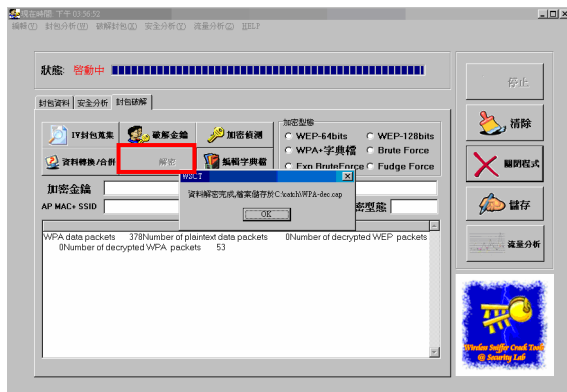 現在時間: 下午 03:56:52
編輯(Y) 封包分析(W) 破解封包(X) 安全分析(T) 流量分析(Z) HELP
狀態: 啓動中
停止
封包資料 安全分析 封包破解
加密型態
IV封包蒐集 破解金鑰 加密偵測
WEP-64bits WEP-128bits
清除
WPA+字典檔 Brute Force
資料轉換/合併 解密 編輯字典檔
Exp BruteForce Fudge Force
關閉程式
WSCT
資料解密完成,檔案儲存於C:\catch\WPA-dec.cap
OK
加密金鑰
AP MAC+ SSID
密型態
儲存
WPA data packets 378Number of plaintext data packets 0Number of decrypted WEP packets
0Number of decrypted WPA packets 53
流量分析
Wireless Sniffer Crack Tool
@ Security Lab